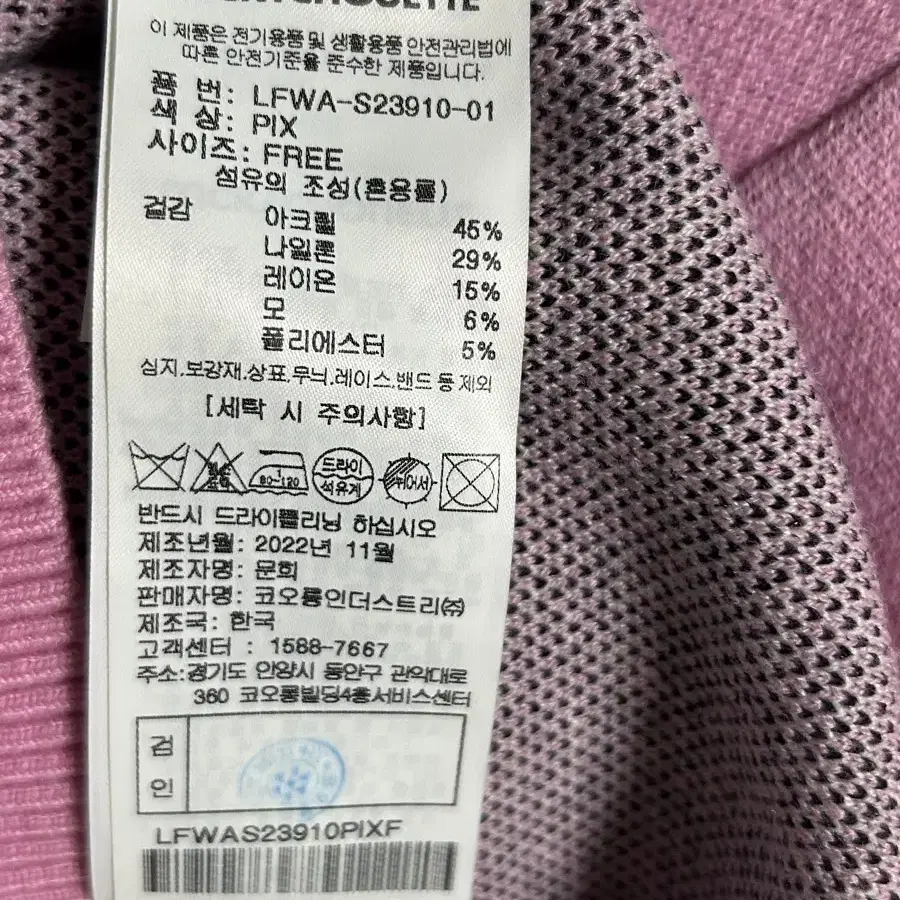 이 제품은 전기용품 및 생활용품 안전관리법에
따른 안전기준을 준수한 제품입니다.
품 번: LFWA-S23910-01
색 상: PIX
사이즈: FREE
섬유의 조성(혼용률)
겉감 아크릴 45%
나일론 29%
레이온 15%
모 6%
폴리에스터 5%
심지,보강재,상표,무늬,레이스,밴드 등 제외
[세탁 시 주의사항]
80~120 드라이 석유계 뉘어서
반드시 드라이클리닝 하십시오
제조년월: 2022년 11월
제조자명: 문희
판매자명: 코오롱인더스트리㈜
제조국: 한국
고객센터 : 1588-7667
주소:경기도 안양시 동안구 관악대로
360 코오롱빌딩4층서비스센터
검
인
LFWAS23910PIXF